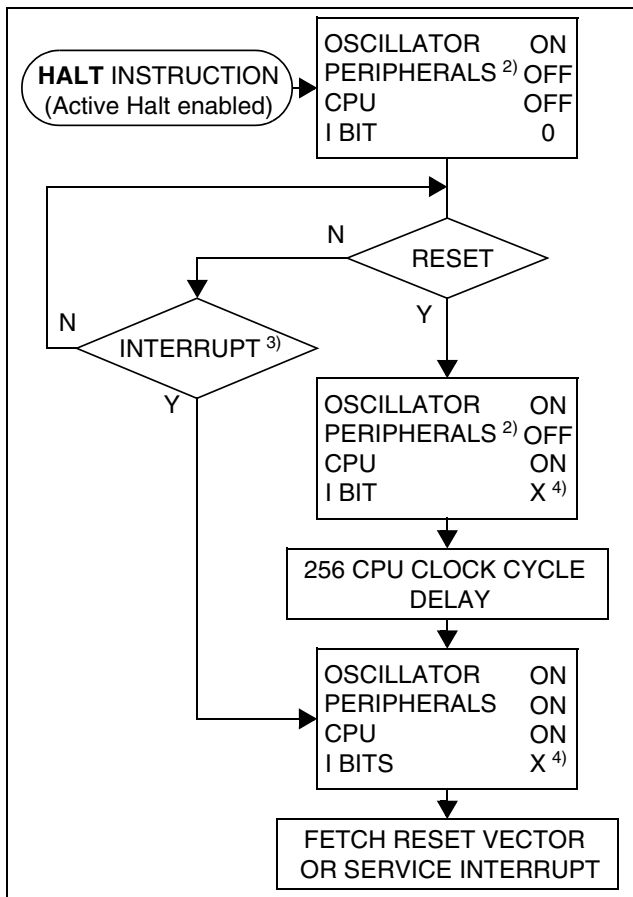 HALT INSTRUCTION
(Active Halt enabled)
OSCILLATOR ON
PERIPHERALS 2) OFF
CPU OFF
I BIT 0
N
RESET
Y
N
INTERRUPT 3)
Y
OSCILLATOR ON
PERIPHERALS 2) OFF
CPU ON
I BIT X 4)
256 CPU CLOCK CYCLE
DELAY
OSCILLATOR ON
PERIPHERALS ON
CPU ON
I BITS X 4)
FETCH RESET VECTOR
OR SERVICE INTERRUPT